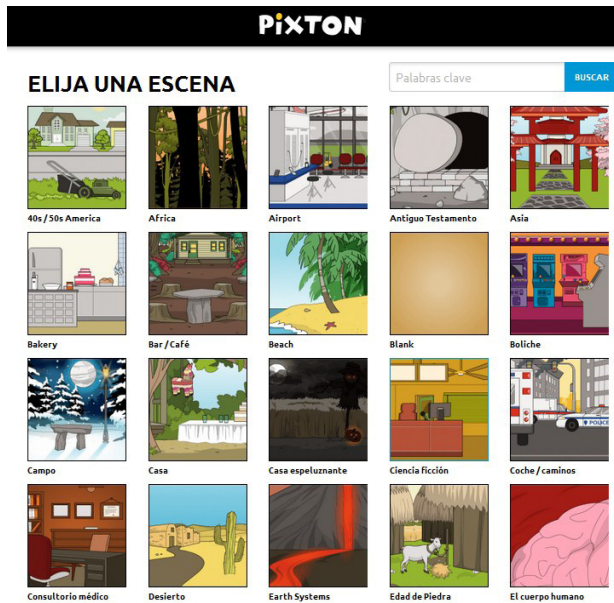 PiXTON
ELIJA UNA ESCENA
Palabras clave
BUSCAR
40s / 50s America
Africa
Airport
Antiguo Testamento
Asia
Bakery
Bar / Café
Beach
Blank
Boliche
Campo
Casa
Casa espeluznante
Ciencia ficción
Coche / caminos
POLICE
Consultorio médico
Desierto
Earth Systems
Edad de Piedra
El cuerpo humano